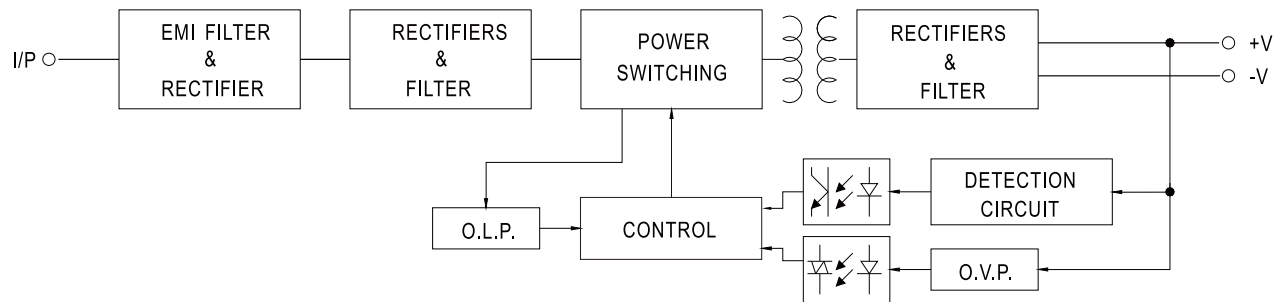 I/P
EMI FILTER
&
RECTIFIER
RECTIFIERS
&
FILTER
POWER
SWITCHING
RECTIFIERS
&
FILTER
+V
-V
O.L.P.
CONTROL
DETECTION
CIRCUIT
O.V.P.